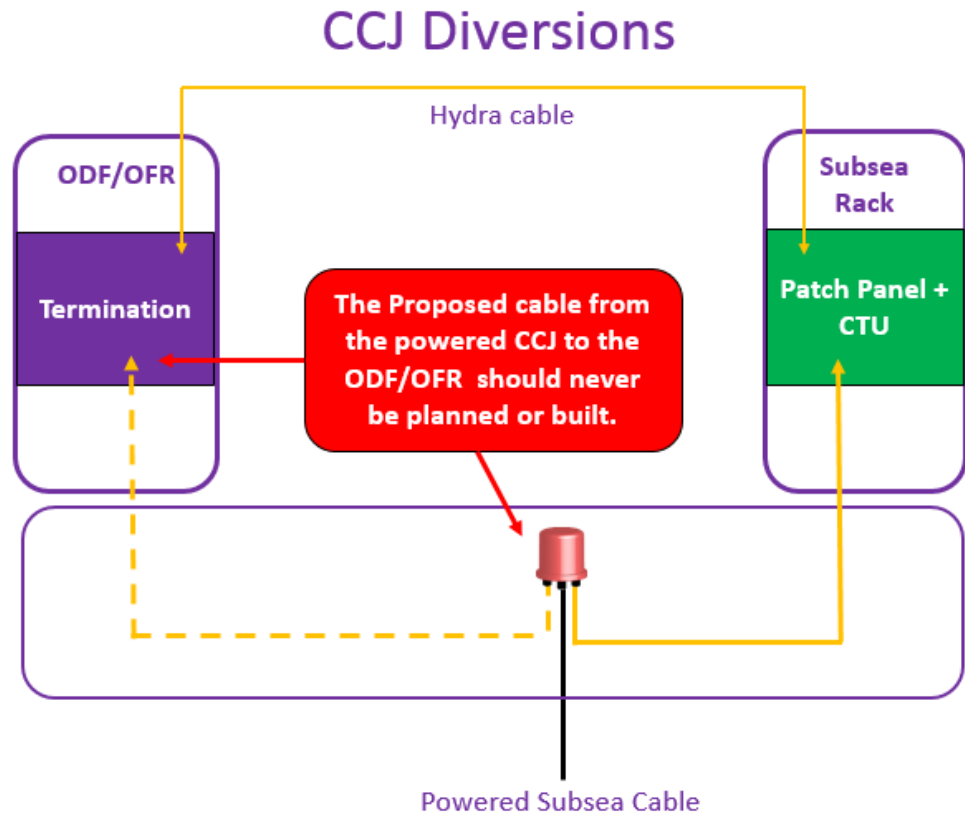 CCJ Diversions
Hydra cable
ODF/OFR
Subsea
Rack
Termination
Patch Panel +
CTU
The Proposed cable from
the powered CCJ to the
ODF/OFR should never
be planned or built.
Powered Subsea Cable